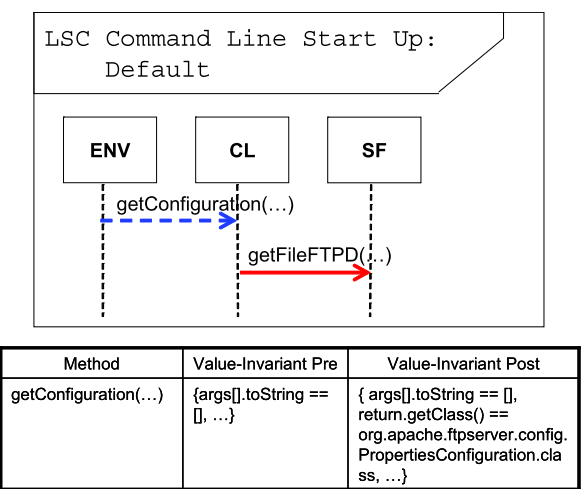 LSC Command Line Start Up:
Default
ENV CL SF
getConfiguration(...)
getFileFTPD(...)
Method Value-Invariant Pre Value-Invariant Post
getConfiguration(...) {args[].toString == { args[].toString == [],
[], ...} return.getClass() ==
org.apache.ftpserver.config.
PropertiesConfiguration.cla
ss, ...}